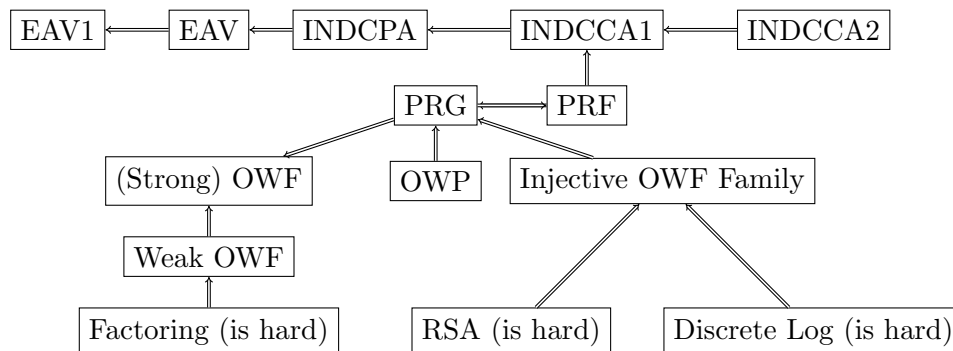 EAV1
EAV
INDCPA
INDCCA1
INDCCA2
PRG
PRF
(Strong) OWF
OWP
Injective OWF Family
Weak OWF
Factoring (is hard)
RSA (is hard)
Discrete Log (is hard)